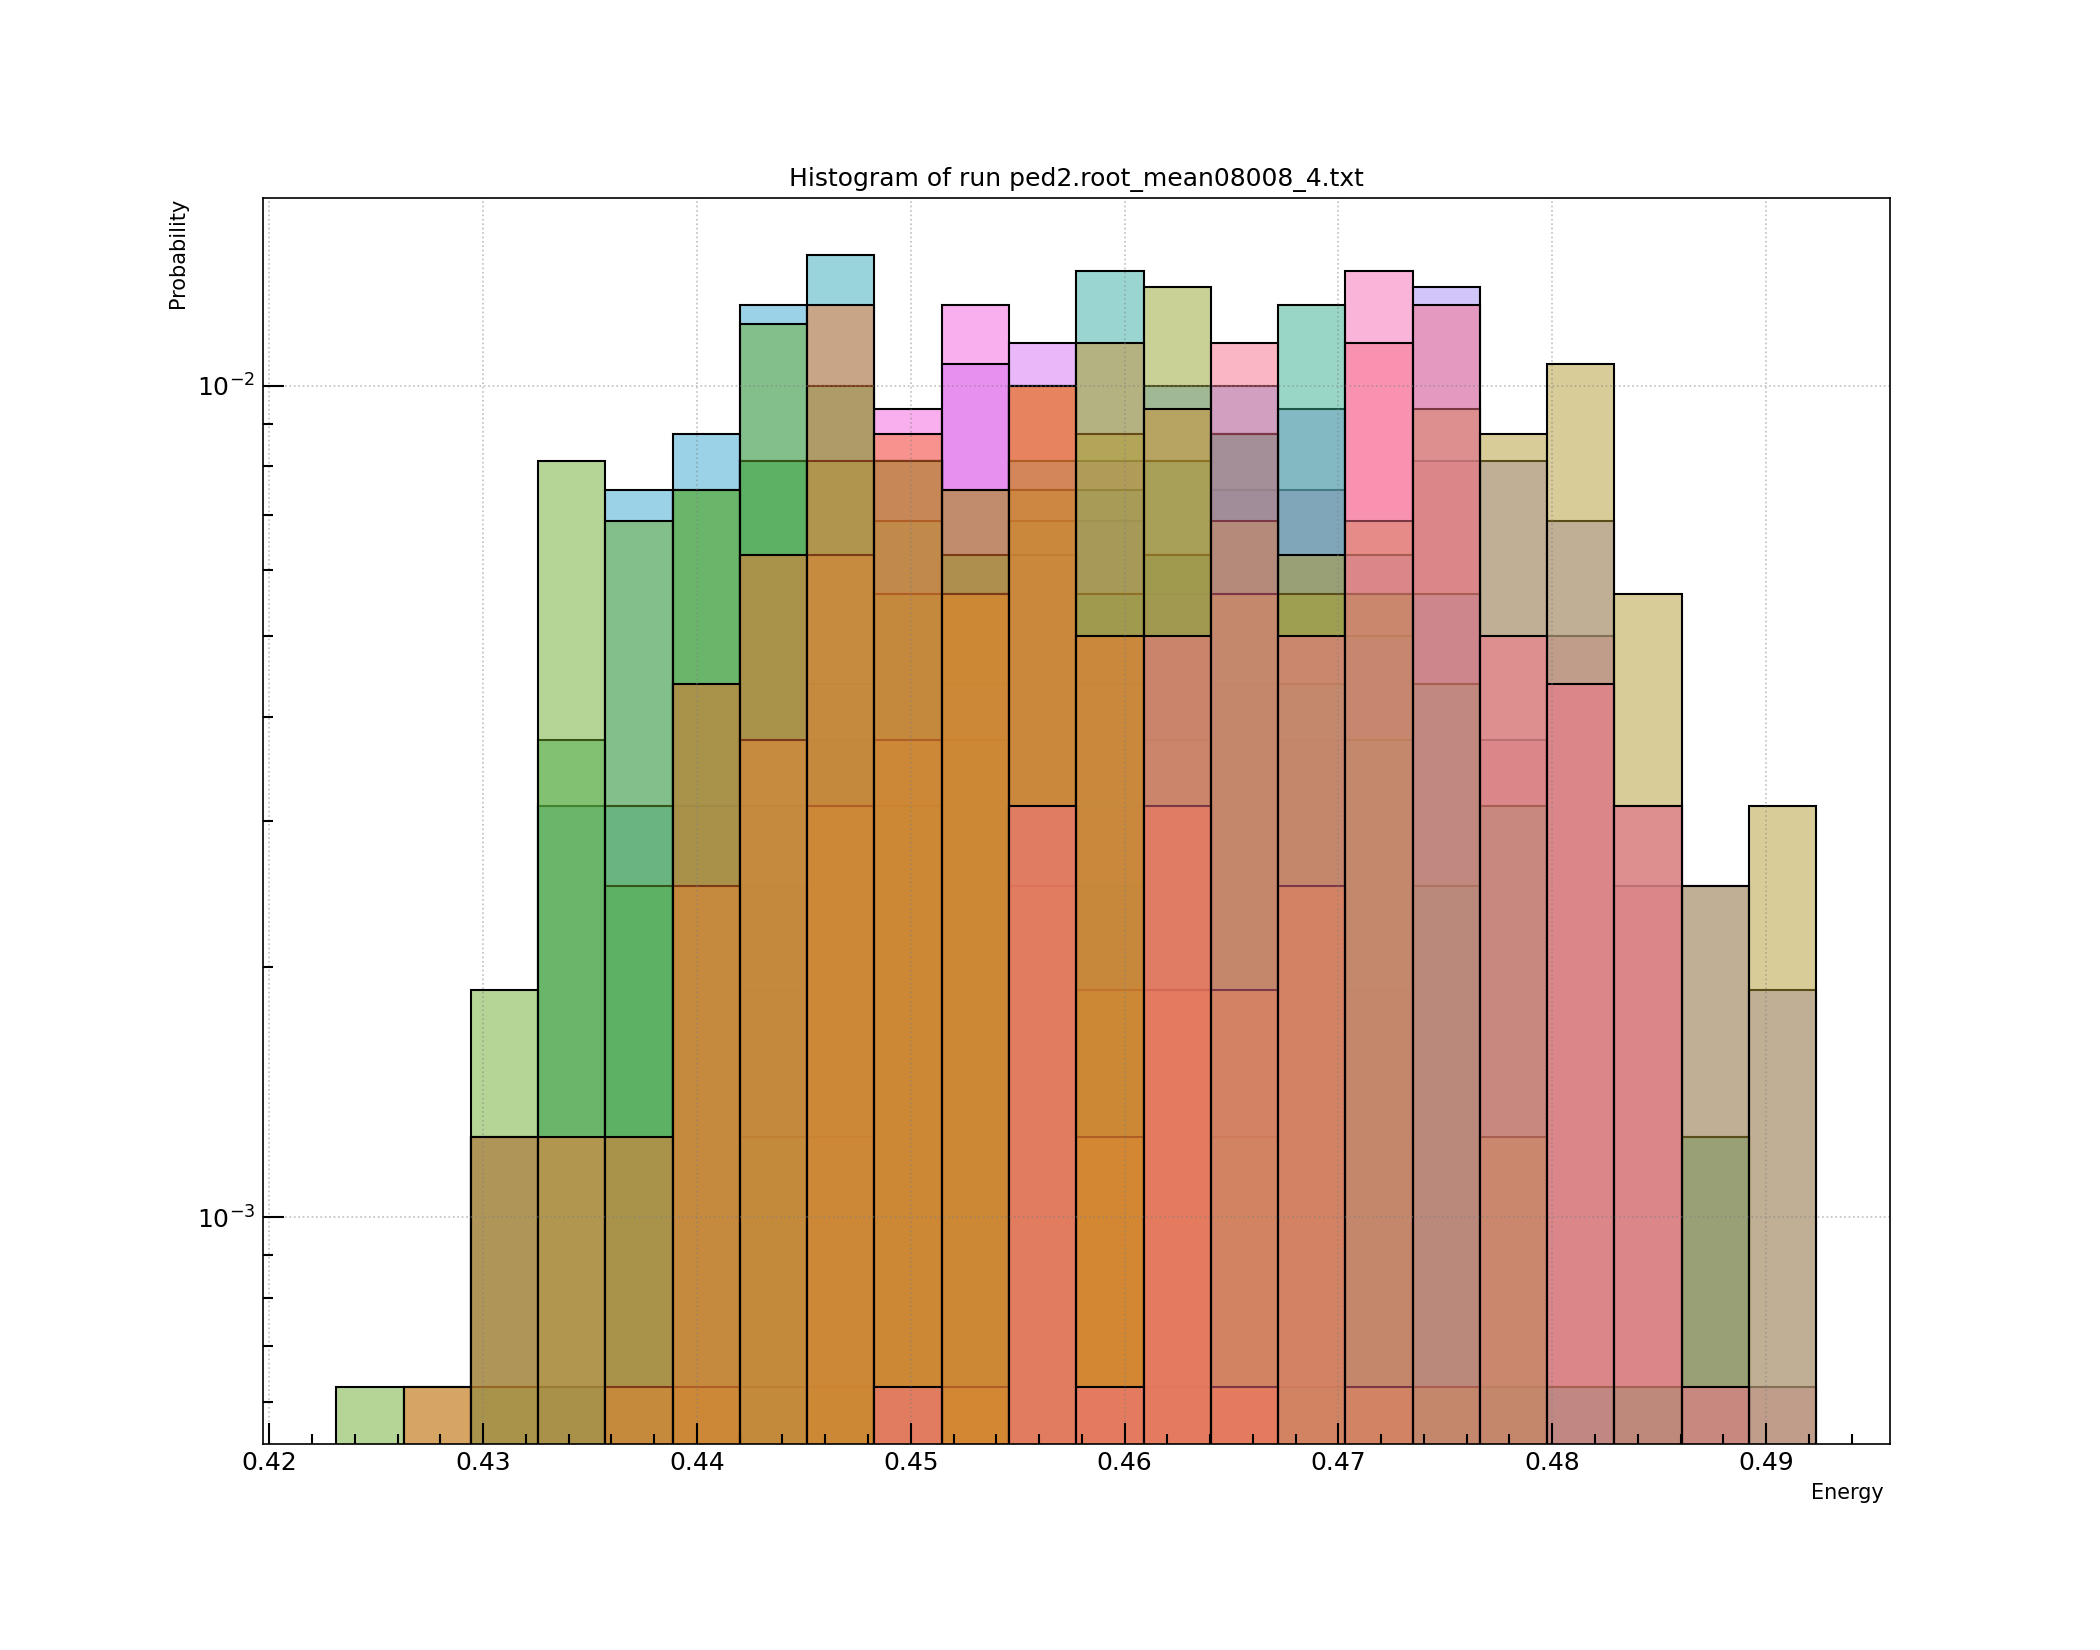 Histogram of run ped2.root_mean08008_4.txt
Probability
10⁻²
10⁻³
0.42 0.43 0.44 0.45 0.46 0.47 0.48 0.49
Energy